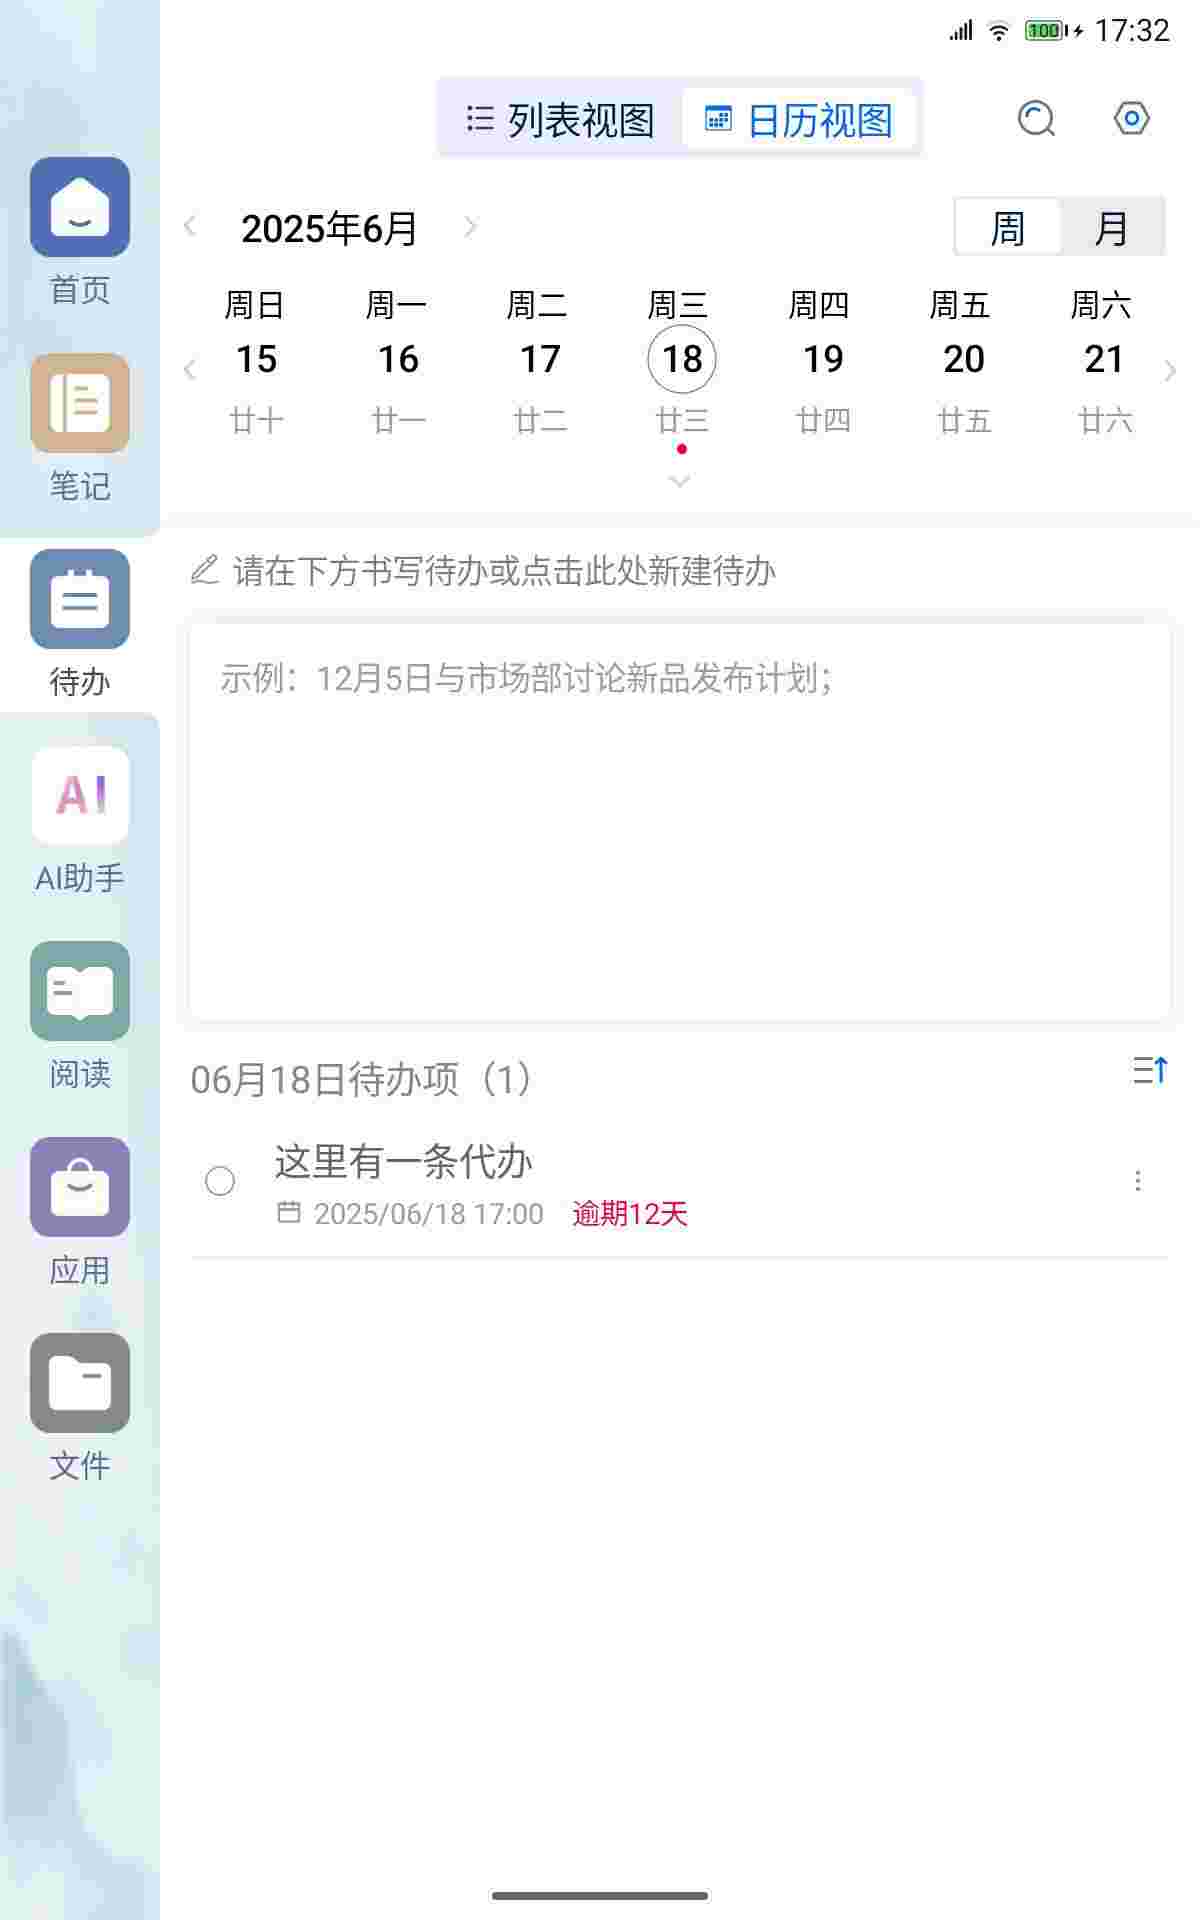 100 17:32
列表视图 日历视图
2025年6月 周 月
周日 周一 周二 周三 周四 周五 周六
15 16 17 18 19 20 21
廿十 廿一 廿二 廿三 廿四 廿五 廿六
请在下方书写待办或点击此处新建待办
示例：12月5日与市场部讨论新品发布计划；
06月18日待办项（1）
这里有一条代办
2025/06/18 17:00 逾期12天
首页
笔记
待办
AI
AI助手
阅读
应用
文件